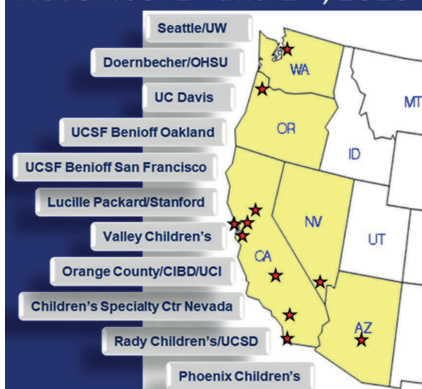 Seattle/UW
Doernbecher/OHSU
UC Davis
UCSF Benioff Oakland
UCSF Benioff San Francisco
Lucille Packard/Stanford
Valley Children's
Orange County/CIBD/UCI
Children's Specialty Ctr Nevada
Rady Children's/UCSD
Phoenix Children's
WA
MT
OR
ID
NV
UT
CA
AZ